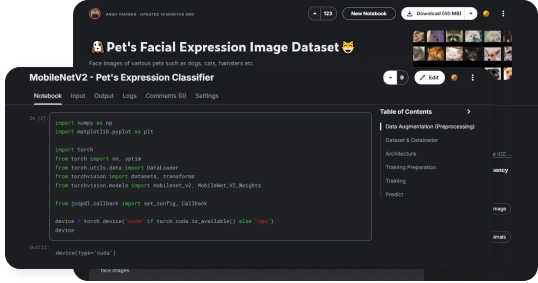 ANSH TANWAR · UPDATED 10 MONTHS AGO
123
New Notebook
Download (40 MB)
🐶Pet's Facial Expression Image Dataset😸
Face Images of various pets such as dogs, cats, hamsters etc.
MobileNetV2 - Pet's Expression Classifier
9
Edit
Notebook Input Output Logs Comments (0) Settings
In [2]:
import numpy as np
import matplotlib.pyplot as plt
import torch
from torch import nn, optim
from torch.utils.data import DataLoader
from torchvision import datasets, transforms
from torchvision.models import mobilenet_v2, MobileNet_V2_Weights
from jcopdl.callback import set_config, Callback
device = torch.device("cuda" if torch.cuda.is_available() else "cpu")
device
Out[2]:
device(type='cuda')
Table of Contents
Data Augmentation (Preprocessing)
Dataset & Dataloader
Architecture
Training Preparation
Training
Predict
(CC ...
uency
mage
imals
face images.